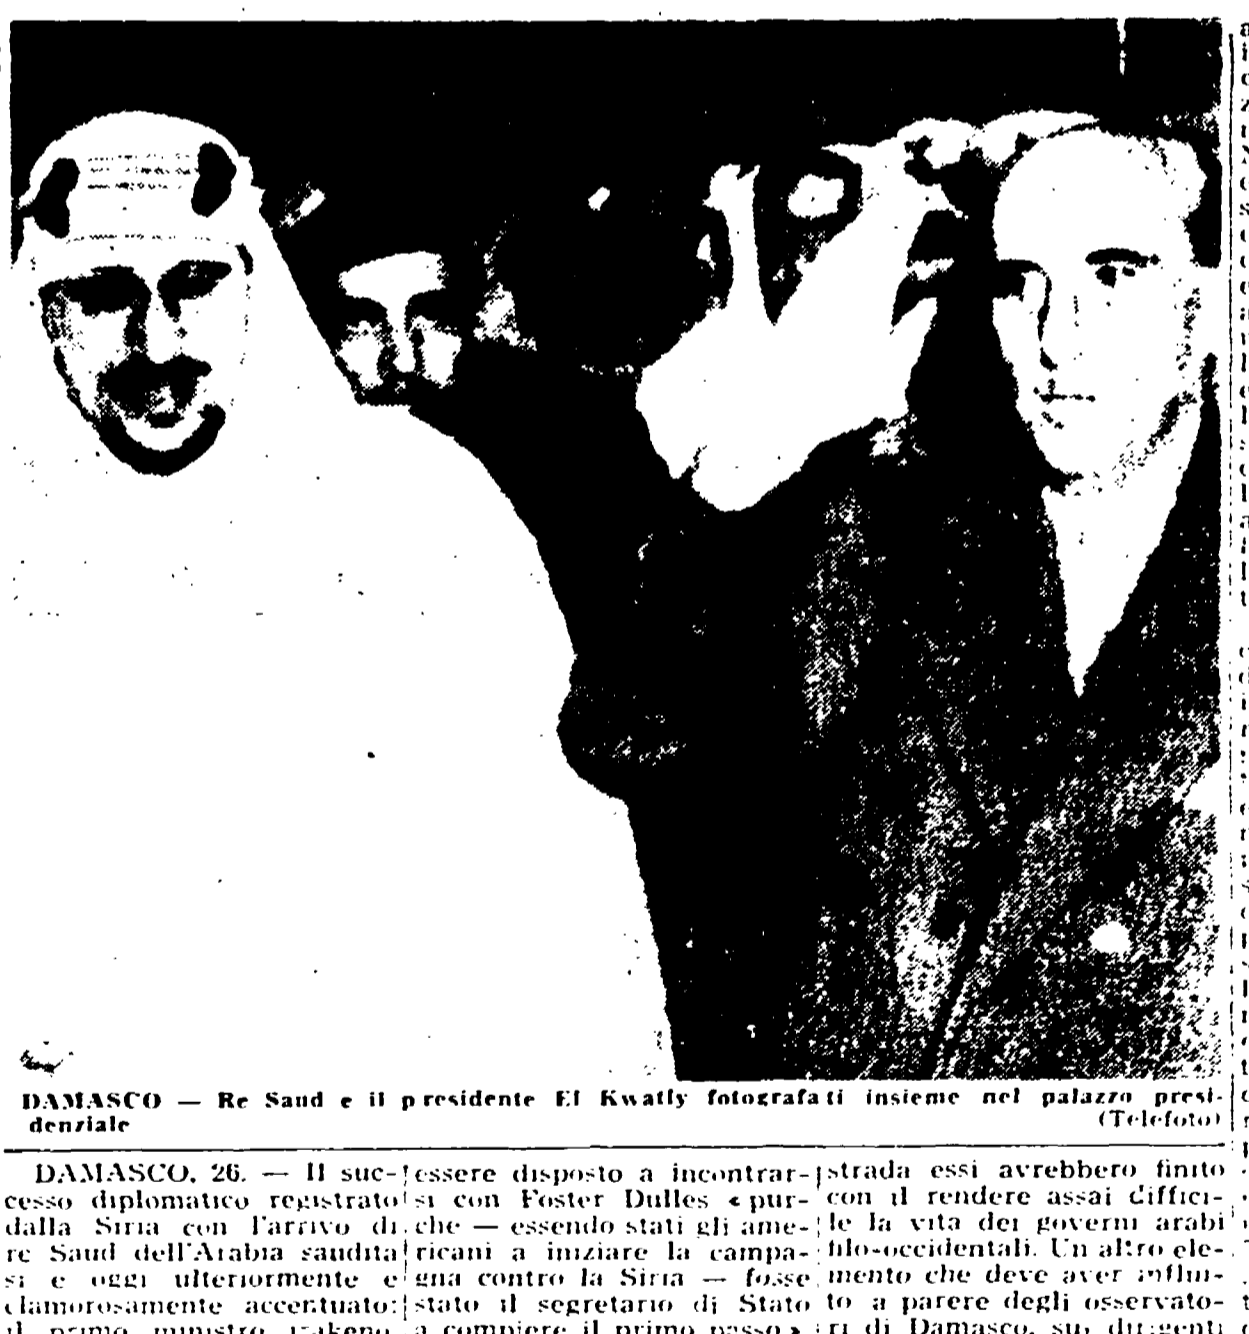 DAMASCO — Re Saud e il presidente El Kwatly fotografati insieme nel palazzo presi-
denziale (Telefoto)
DAMASCO, 26. — Il suc-
cesso diplomatico registrato
dalla Siria con l'arrivo di
re Saud dell'Arabia saudita
si e oggi ulteriormente e
clamorosamente accentuato:
il primo ministro irakeno
essere disposto a incontrar-
si con Foster Dulles « pur-
che — essendo stati gli ame-
ricani a iniziare la campa-
gna contro la Siria — fosse
stato il segretario di Stato
a compiere il primo passo »
strada essi avrebbero finito
con il rendere assai diffici-
le la vita dei governi arabi
filo-occidentali. Un altro ele-
mento che deve aver influi-
to a parere degli osservato-
ri di Damasco, sui dirigenti